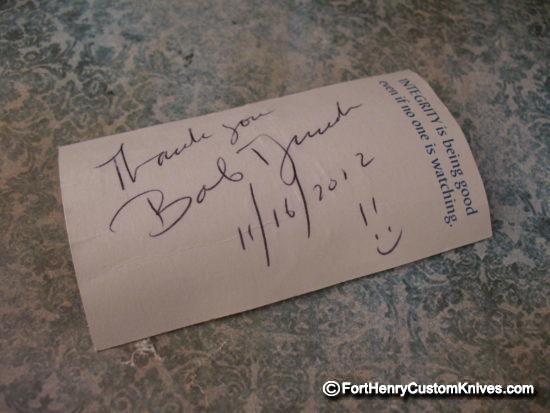 Thank you
Bob
11/16/2012
!!
INTEGRITY is being good
even if no one is watching.
©FortHenryCustomKnives.com